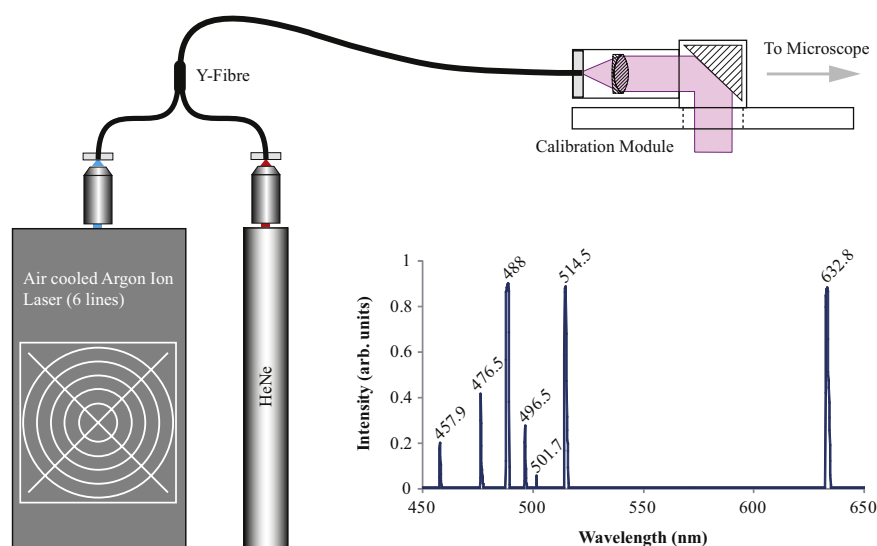 Y-Fibre
To Microscope
Calibration Module
Air cooled Argon Ion
Laser (6 lines)
HeNe
Intensity (arb. units)
1
0.8
0.6
0.4
0.2
0
457.9
476.5
488
496.5
501.7
514.5
632.8
450
500
550
600
650
Wavelength (nm)